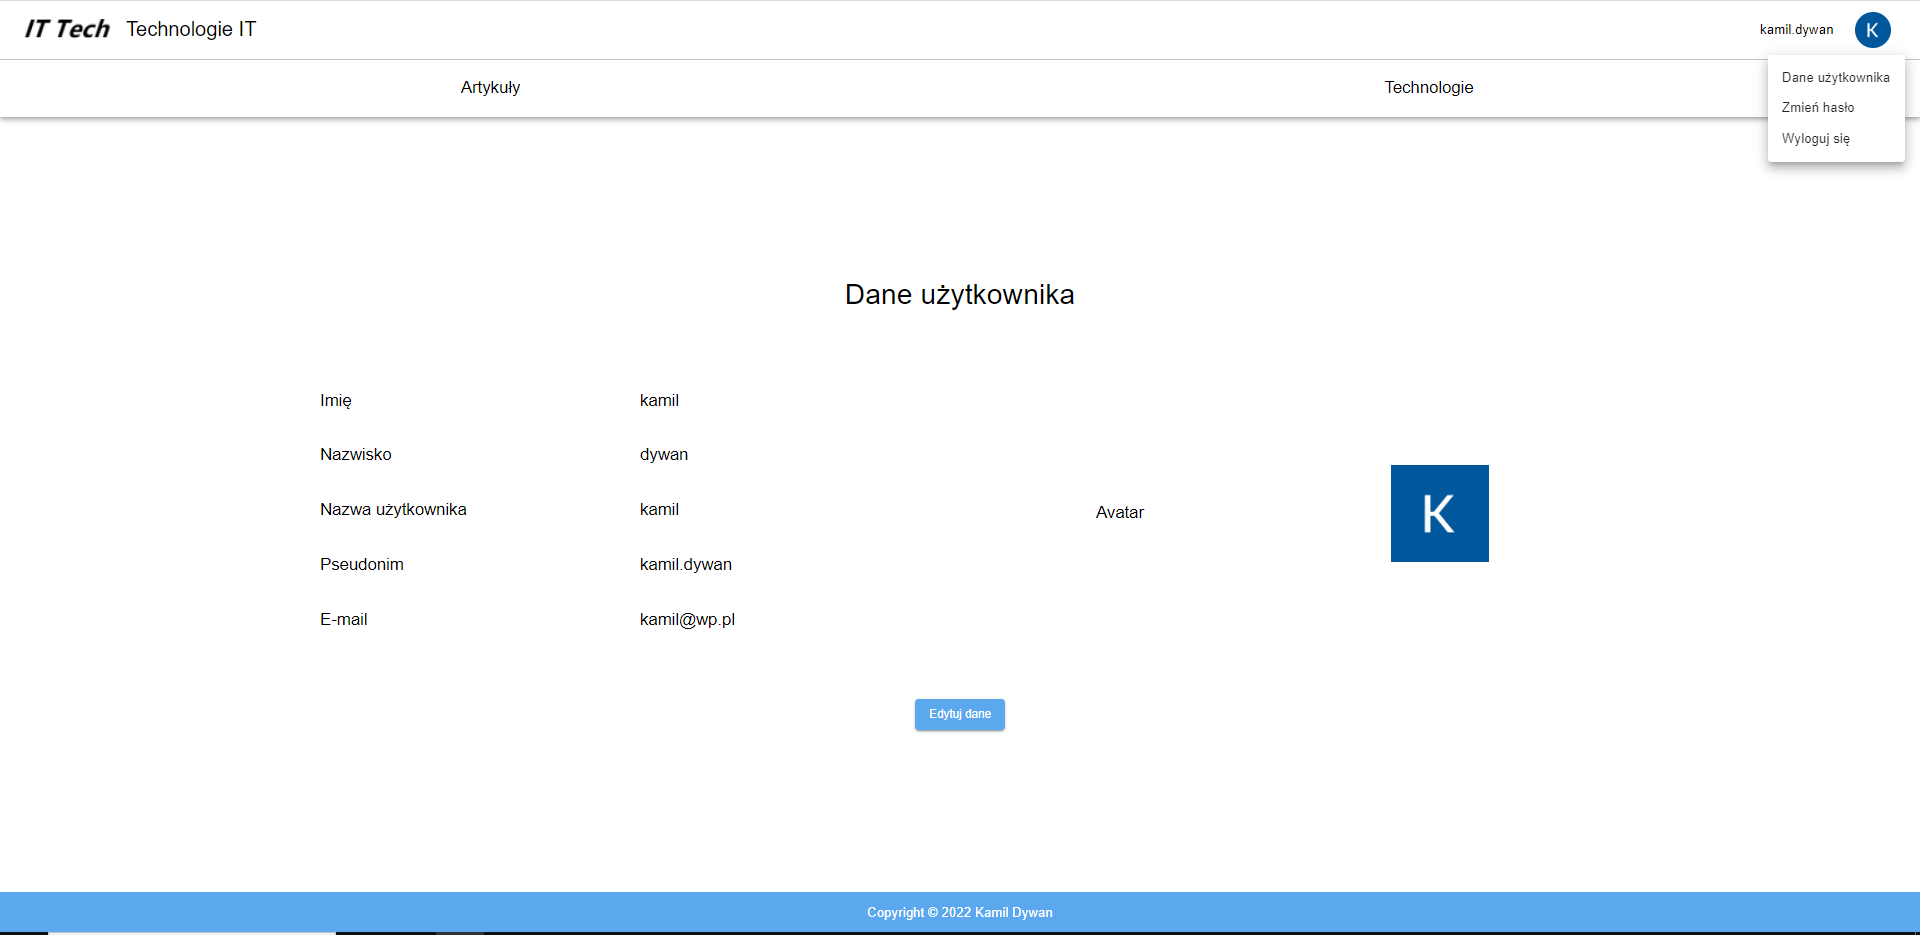 IT Tech Technologie IT
kamil.dywan K
Artykuły Technologie
Dane użytkownika
Zmień hasło
Wyloguj się
Dane użytkownika
Imię kamil
Nazwisko dywan
Nazwa użytkownika kamil
Pseudonim kamil.dywan
E-mail kamil@wp.pl
Avatar K
Edytuj dane
Copyright © 2022 Kamil Dywan